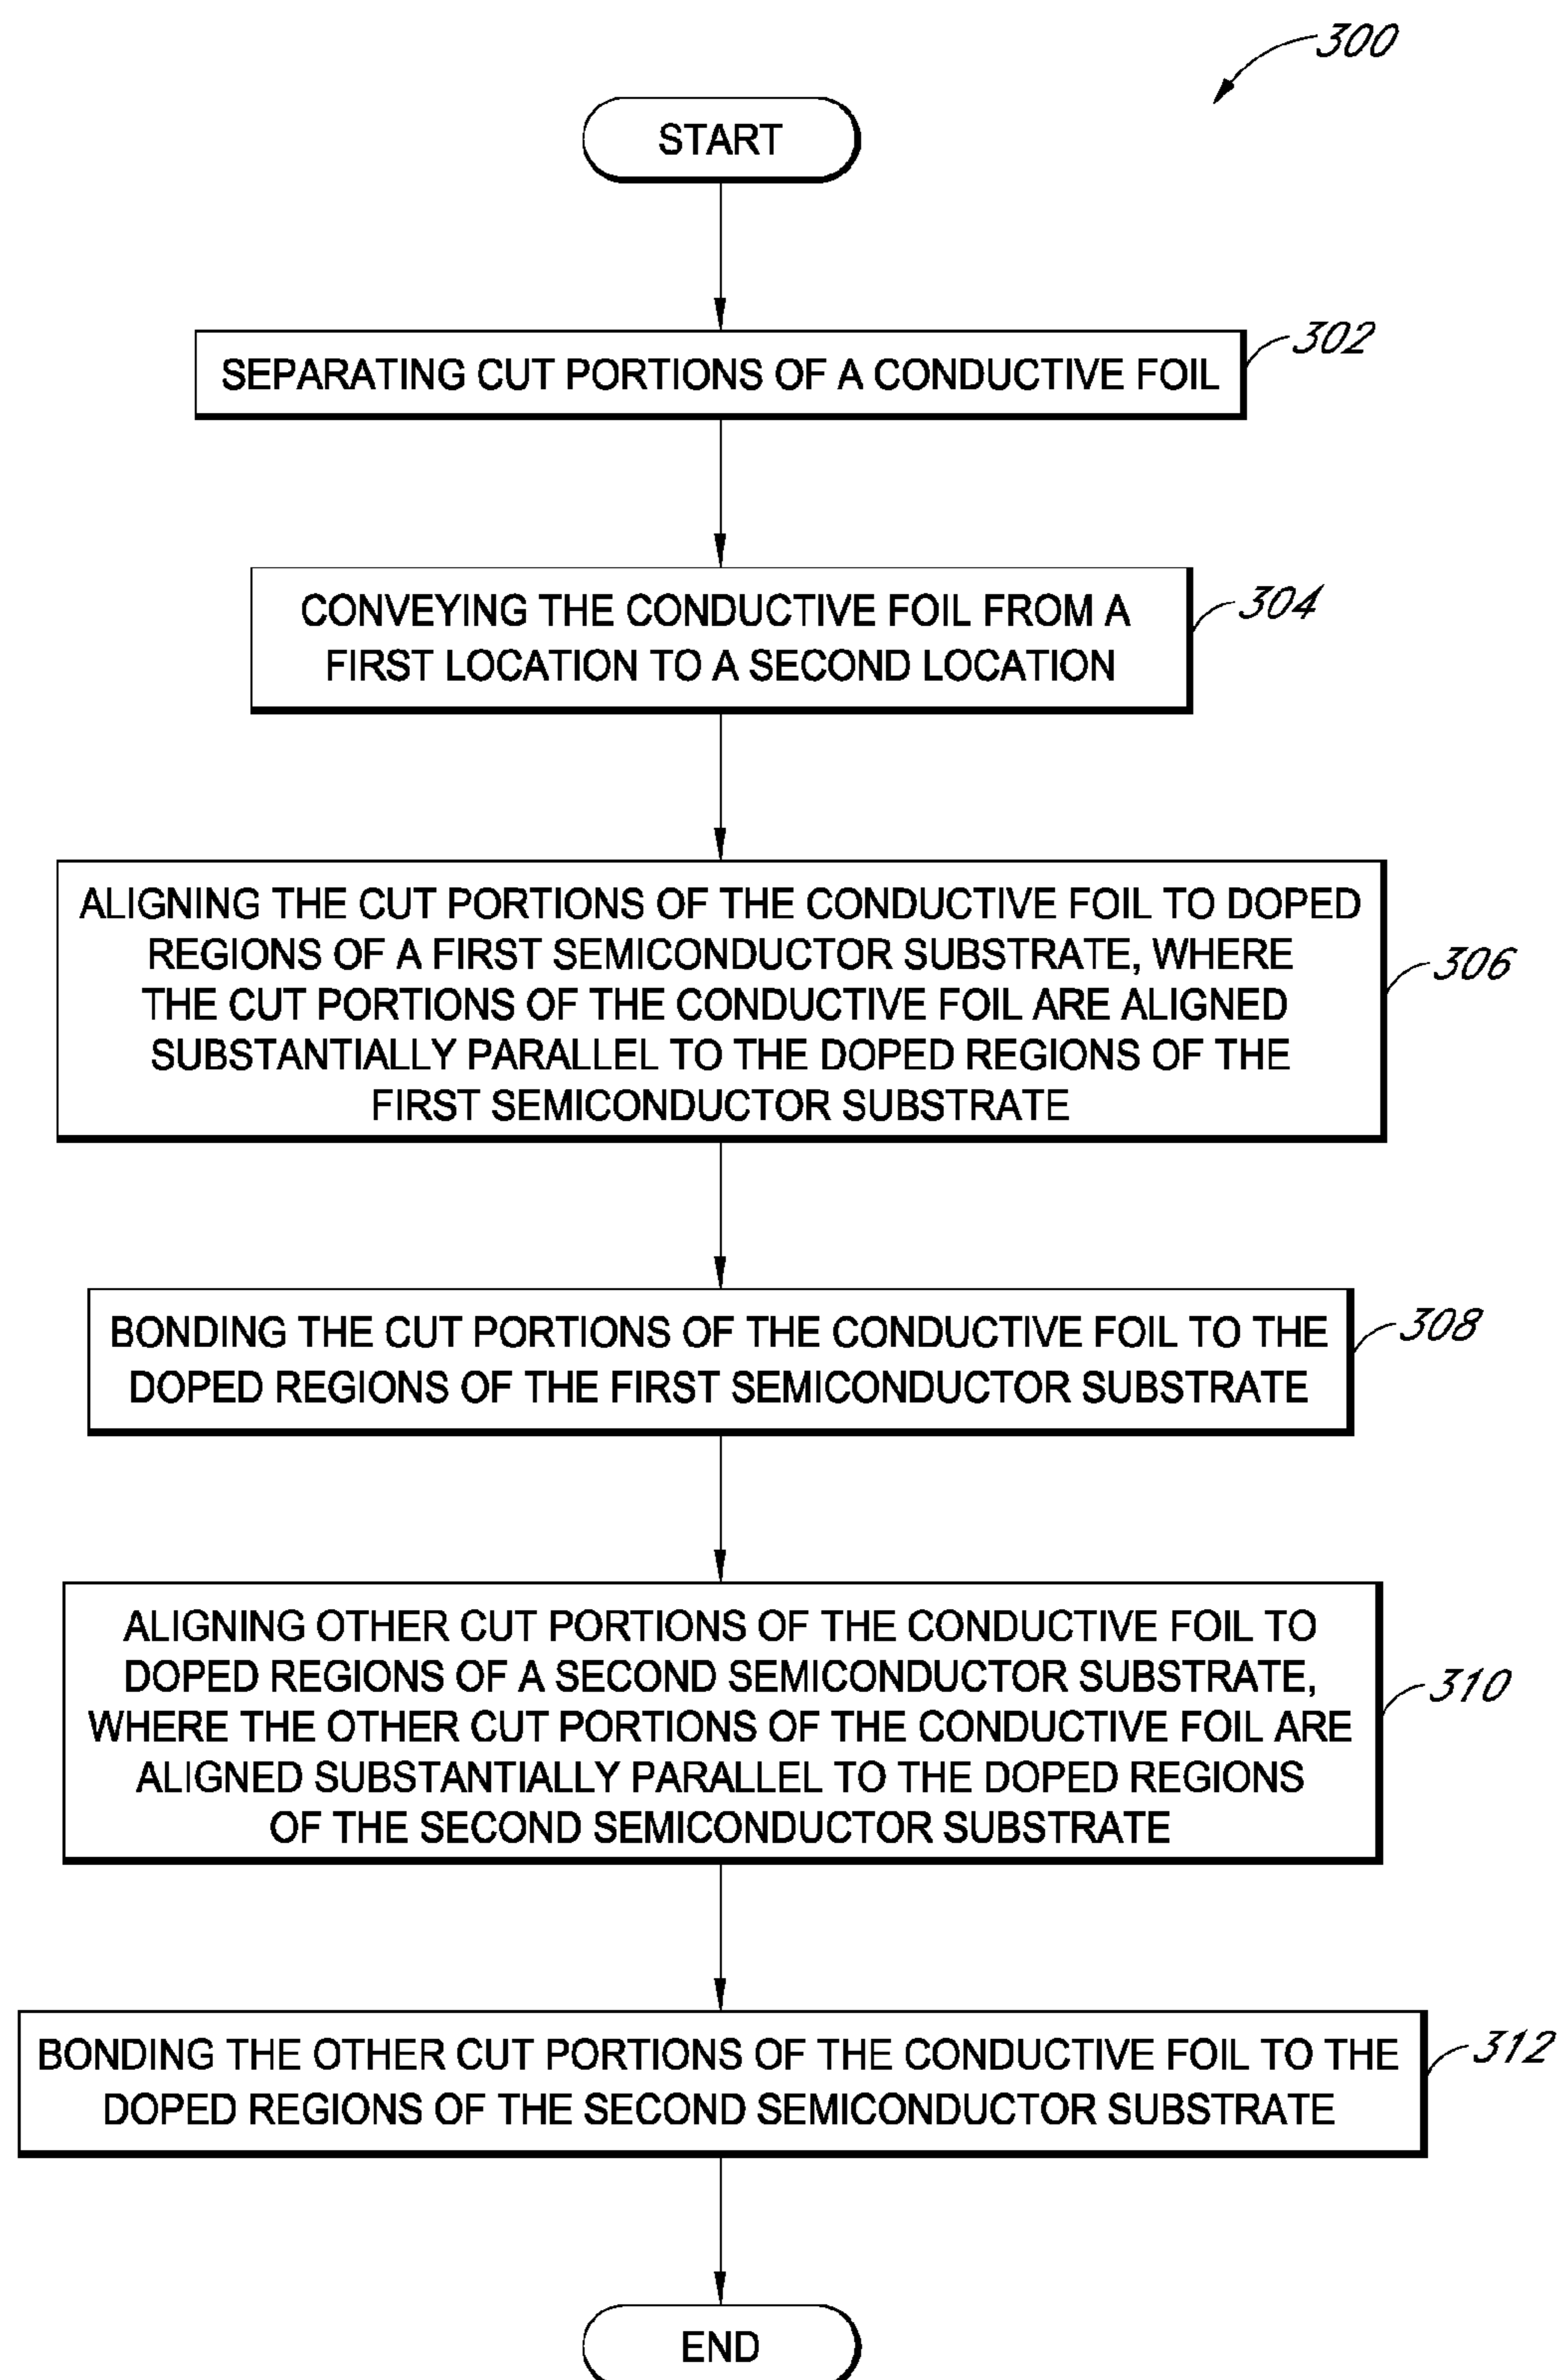 300
START
SEPARATING CUT PORTIONS OF A CONDUCTIVE FOIL
302
CONVEYING THE CONDUCTIVE FOIL FROM A
FIRST LOCATION TO A SECOND LOCATION
304
ALIGNING THE CUT PORTIONS OF THE CONDUCTIVE FOIL TO DOPED
REGIONS OF A FIRST SEMICONDUCTOR SUBSTRATE, WHERE
THE CUT PORTIONS OF THE CONDUCTIVE FOIL ARE ALIGNED
SUBSTANTIALLY PARALLEL TO THE DOPED REGIONS OF THE
FIRST SEMICONDUCTOR SUBSTRATE
306
BONDING THE CUT PORTIONS OF THE CONDUCTIVE FOIL TO THE
DOPED REGIONS OF THE FIRST SEMICONDUCTOR SUBSTRATE
308
ALIGNING OTHER CUT PORTIONS OF THE CONDUCTIVE FOIL TO
DOPED REGIONS OF A SECOND SEMICONDUCTOR SUBSTRATE,
WHERE THE OTHER CUT PORTIONS OF THE CONDUCTIVE FOIL ARE
ALIGNED SUBSTANTIALLY PARALLEL TO THE DOPED REGIONS
OF THE SECOND SEMICONDUCTOR SUBSTRATE
310
BONDING THE OTHER CUT PORTIONS OF THE CONDUCTIVE FOIL TO THE
DOPED REGIONS OF THE SECOND SEMICONDUCTOR SUBSTRATE
312
END